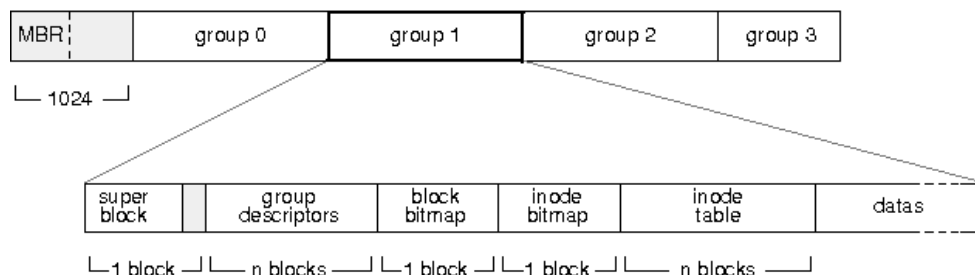 MBR group 0 group 1 group 2 group 3
1024
super block group descriptors block bitmap inode bitmap inode table datas
1 block n blocks 1 block 1 block n blocks